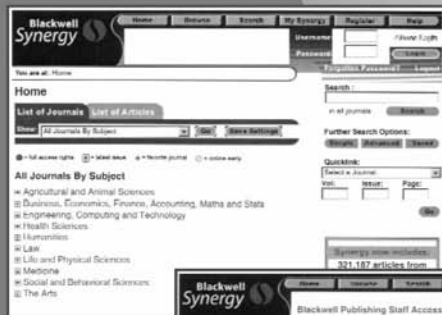 Blackwell
Synergy
Home Browse Search My Synergy Register Help
Username:
Athens Login
Password:
Login
You are at: Home
Forgotten Password? Logout
Home
List of Journals List of Articles
Show: All Journals By Subject Go Save Settings
= full access rights = latest issue = favorite journal = online early
All Journals By Subject
Agricultural and Animal Sciences
Business, Economics, Finance, Accounting, Maths and Stats
Engineering, Computing and Technology
Health Sciences
Humanities
Law
Life and Physical Sciences
Medicine
Social and Behavioral Sciences
The Arts
Search :
in all journals Search
Further Search Options:
Simple Advanced Saved
Quicklink:
Select a Journal
Vol: Issue: Page:
Go
Synergy now includes:
321,187 articles from
Blackwell
Synergy
Home Browse Search
Blackwell Publishing Staff Access